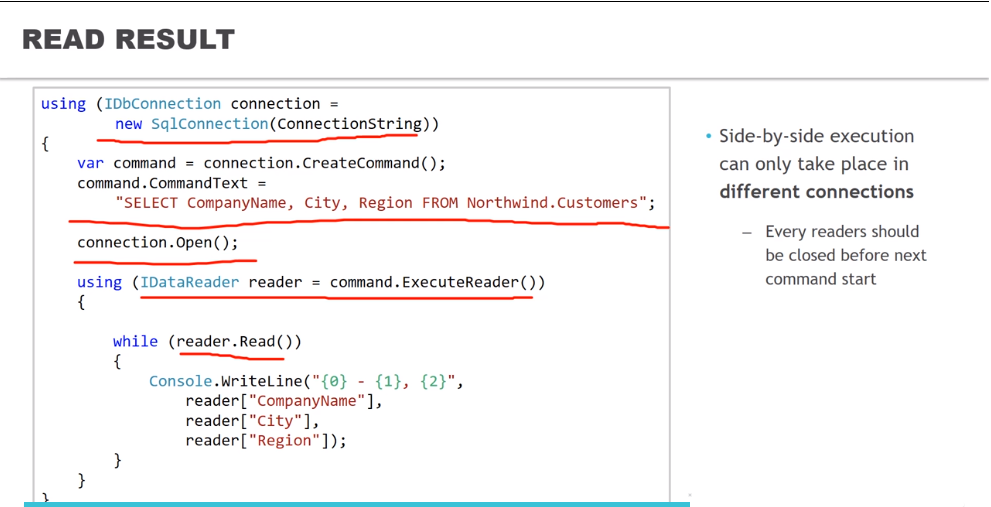 READ RESULT
using (IDbConnection connection =
new SqlConnection(ConnectionString))
{
var command = connection.CreateCommand();
command.CommandText =
"SELECT CompanyName, City, Region FROM Northwind.Customers";
connection.Open();
using (IDataReader reader = command.ExecuteReader())
{
while (reader.Read())
{
Console.WriteLine("{0} - {1}, {2}",
reader["CompanyName"],
reader["City"],
reader["Region"]);
}
}
}
• Side-by-side execution
can only take place in
different connections
– Every readers should
be closed before next
command start